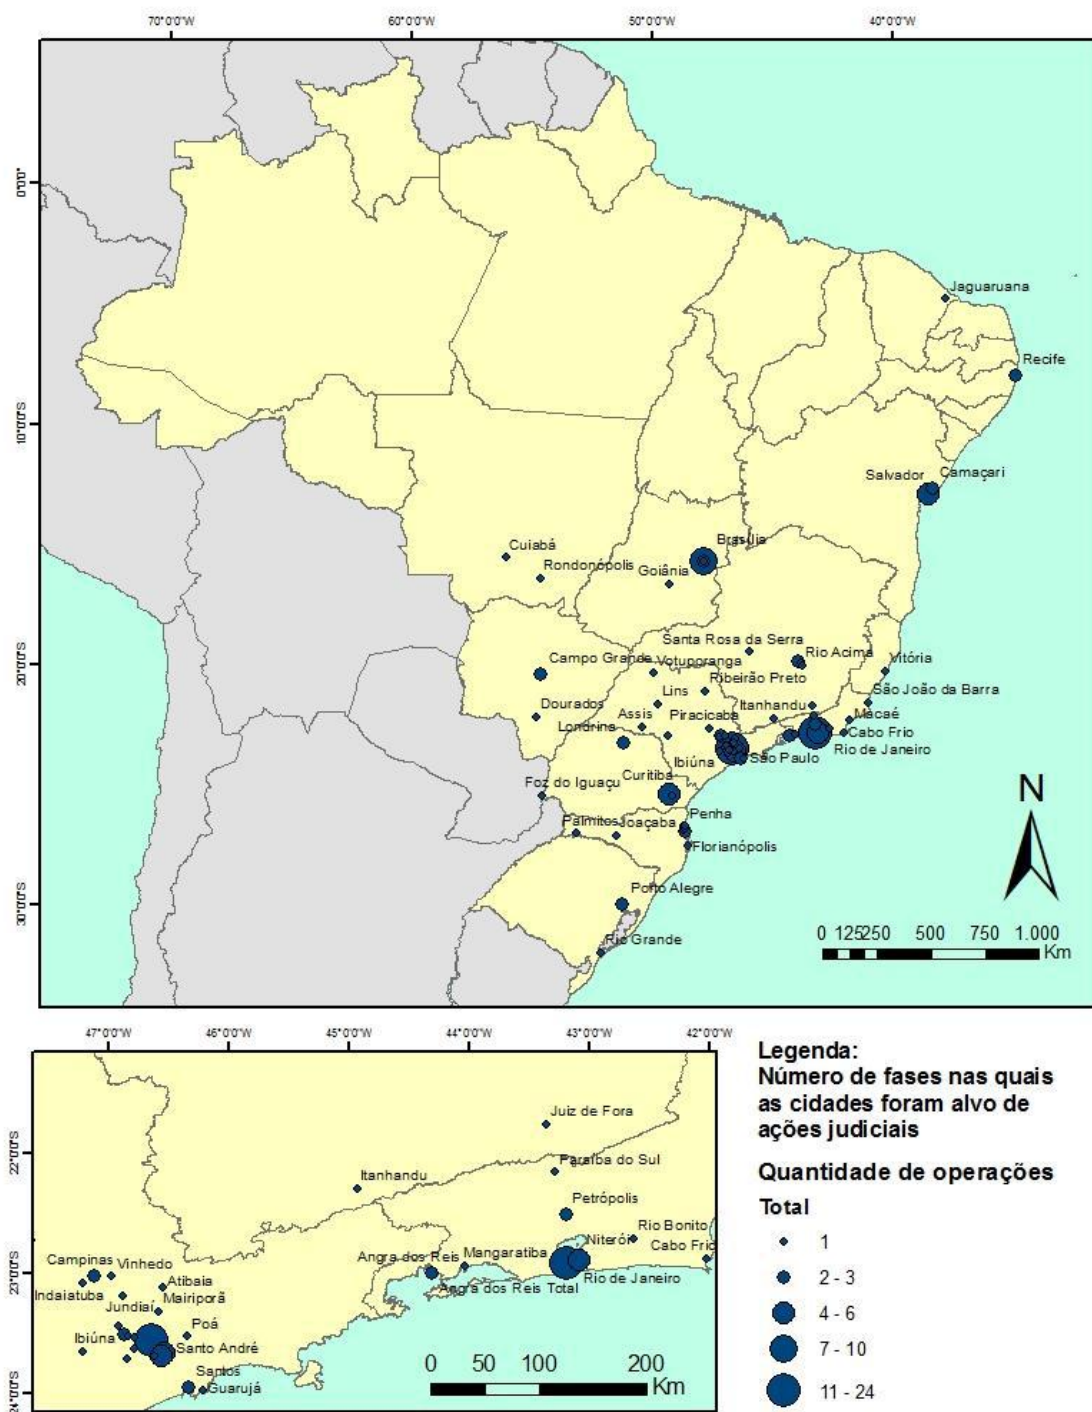 70°0'0"W 60°0'0"W 50°0'0"W 40°0'0"W
0°0'0"
10°0'0"S
20°0'0"S
30°0'0"S
Jaguaruana
Recife
Camaçari
Salvador
Brasília
Cuiabá
Rondonópolis
Goiânia
Santa Rosa da Serra
Rio Acima
Campo Grande
Votuporanga
Vitória
Ribeirão Preto
Lins
São João da Barra
Dourados
Itanhandu
Macaé
Assis
Piracicaba
Londrina
Cabo Frio
Rio de Janeiro
Ibiúna
São Paulo
Curitiba
Foz do Iguaçu
Penha
Palmitos
Joaçaba
Florianópolis
Porto Alegre
Rio Grande
N
0 125 250 500 750 1.000
Km
47°0'0"W 46°0'0"W 45°0'0"W 44°0'0"W 43°0'0"W 42°0'0"W
22°0'0"S
23°0'0"S
24°0'0"S
Juiz de Fora
Paraíba do Sul
Itanhandu
Petrópolis
Rio Bonito
Niterói
Cabo Frio
Angra dos Reis
Mangaratiba
Rio de Janeiro
Angra dos Reis Total
Campinas
Vinhedo
Atibaia
Indaiatuba
Mairiporã
Jundiaí
Poá
Ibiúna
Santo André
Santos
Guarujá
0 50 100 200
Km
Legenda:
Número de fases nas quais
as cidades foram alvo de
ações judiciais
Quantidade de operações
Total
1
2 - 3
4 - 6
7 - 10
11 - 24